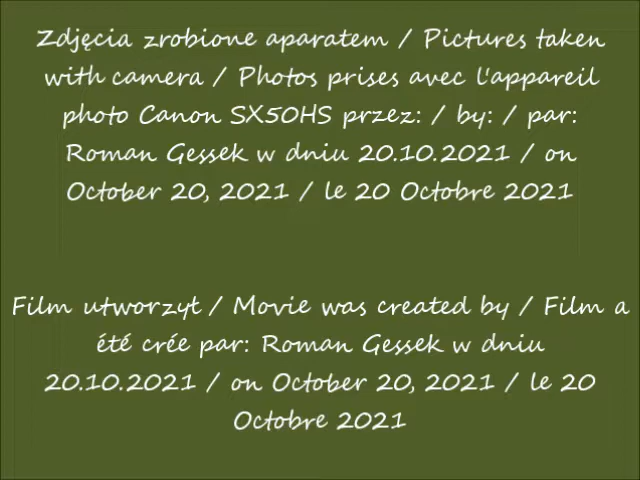 Zdjęcia zrobione aparatem / Pictures taken
with camera / Photos prises avec l'appareil
photo Canon SX50HS przez: / by: / par:
Roman Gessek w dniu 20.10.2021 / on
October 20, 2021 / le 20 Octobre 2021
Film utworzył / Movie was created by / Film a
été crée par: Roman Gessek w dniu
20.10.2021 / on October 20, 2021 / le 20
Octobre 2021